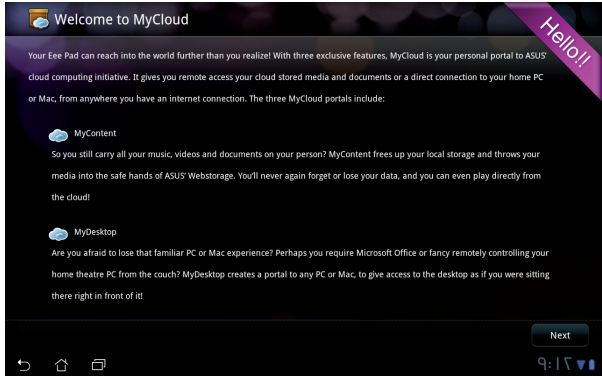 Welcome to MyCloud
Hello!!
Your Eee Pad can reach into the world further than you realize! With three exclusive features, MyCloud is your personal portal to ASUS'
cloud computing initiative. It gives you remote access your cloud stored media and documents or a direct connection to your home PC
or Mac, from anywhere you have an internet connection. The three MyCloud portals include:
MyContent
So you still carry all your music, videos and documents on your person? MyContent frees up your local storage and throws your
media into the safe hands of ASUS' Webstorage. You'll never again forget or lose your data, and you can even play directly from
the cloud!
MyDesktop
Are you afraid to lose that familiar PC or Mac experience? Perhaps you require Microsoft Office or fancy remotely controlling your
home theatre PC from the couch? MyDesktop creates a portal to any PC or Mac, to give access to the desktop as if you were sitting
there right in front of it!
Next
9:17